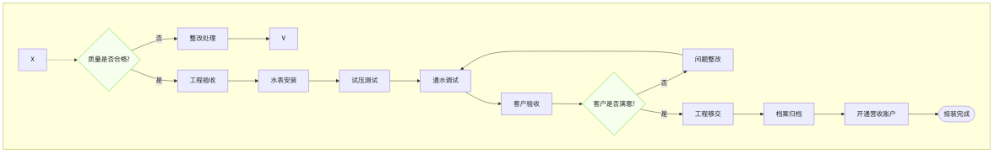 X
质量是否合格?
否
整改处理
V
是
工程验收
水表安装
试压测试
通水调试
客户验收
客户是否满意?
否
问题整改
是
工程移交
档案归档
开通营收账户
报装完成